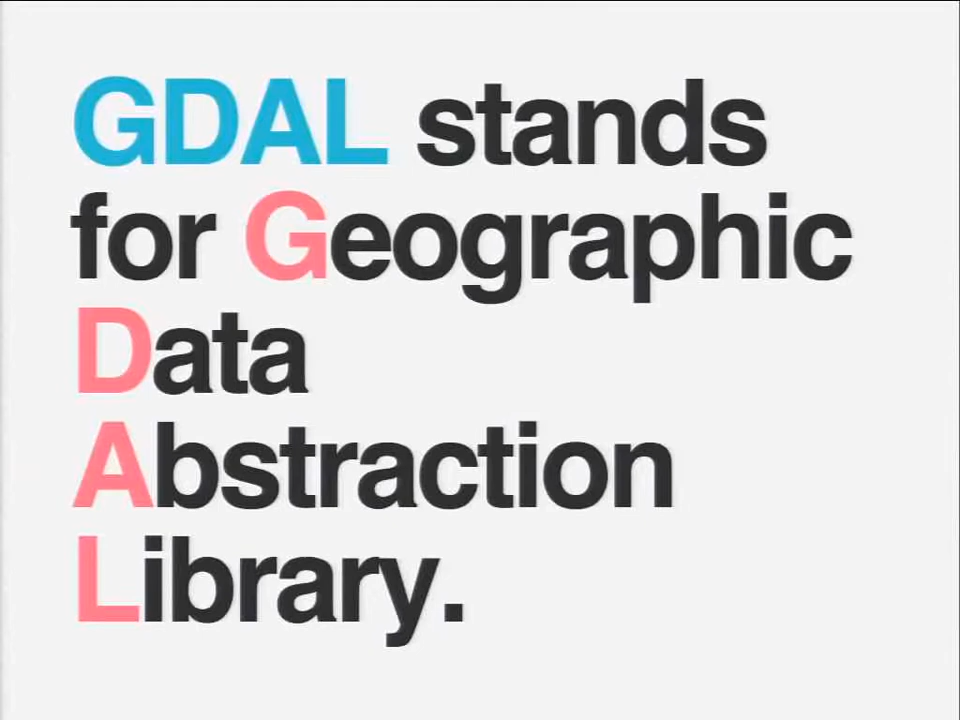 GDAL stands
for Geographic
Data
Abstraction
Library.